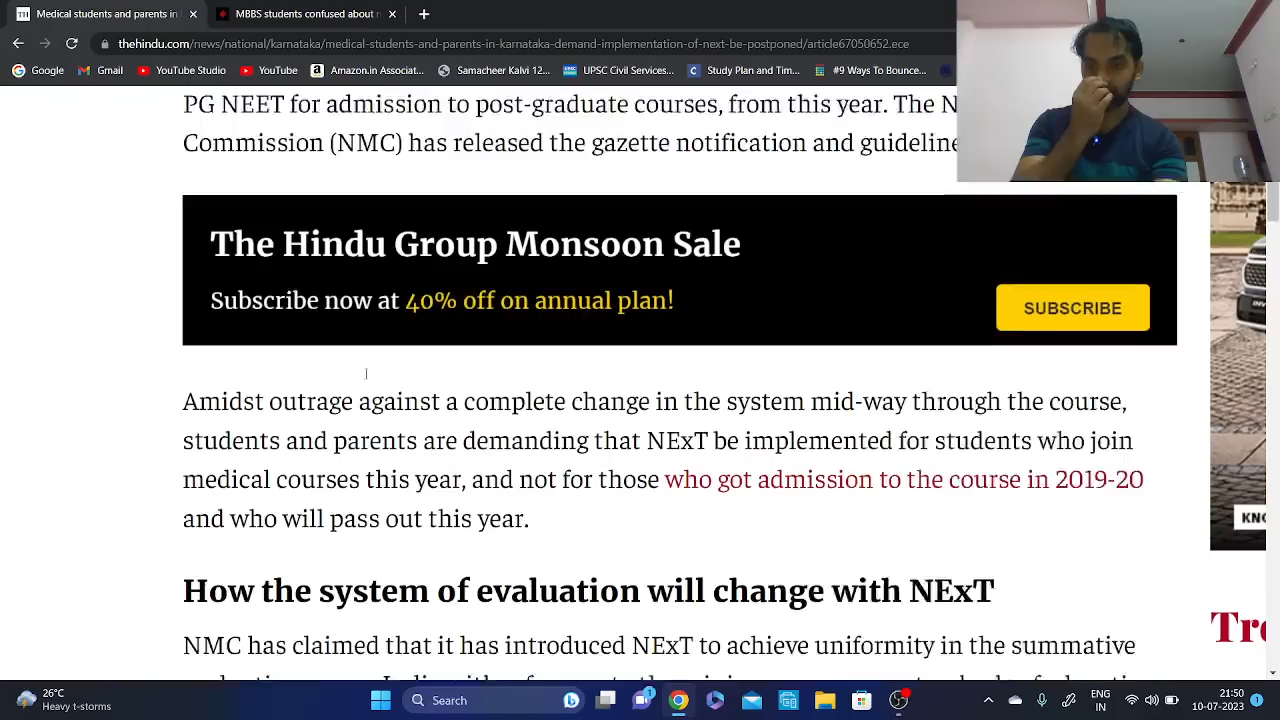 Medical students and parents in
MBBS students confused about n
thehindu.com/news/national/karnataka/medical-students-and-parents-in-karnataka-demand-implementation-of-next-be-postponed/article67050652.ece
Google
Gmail
YouTube Studio
YouTube
Amazon.in Associat...
Samacheer Kalvi 12...
UPSC Civil Services...
Study Plan and Tim...
#9 Ways To Bounce...
PG NEET for admission to post-graduate courses, from this year. The N
Commission (NMC) has released the gazette notification and guideline
The Hindu Group Monsoon Sale
Subscribe now at 40% off on annual plan!
SUBSCRIBE
Amidst outrage against a complete change in the system mid-way through the course,
students and parents are demanding that NExT be implemented for students who join
medical courses this year, and not for those who got admission to the course in 2019-20
and who will pass out this year.
KNO
How the system of evaluation will change with NExT
Tre
NMC has claimed that it has introduced NExT to achieve uniformity in the summative
26°C
Heavy t-storms
Search
ENG
IN
21:50
10-07-2023